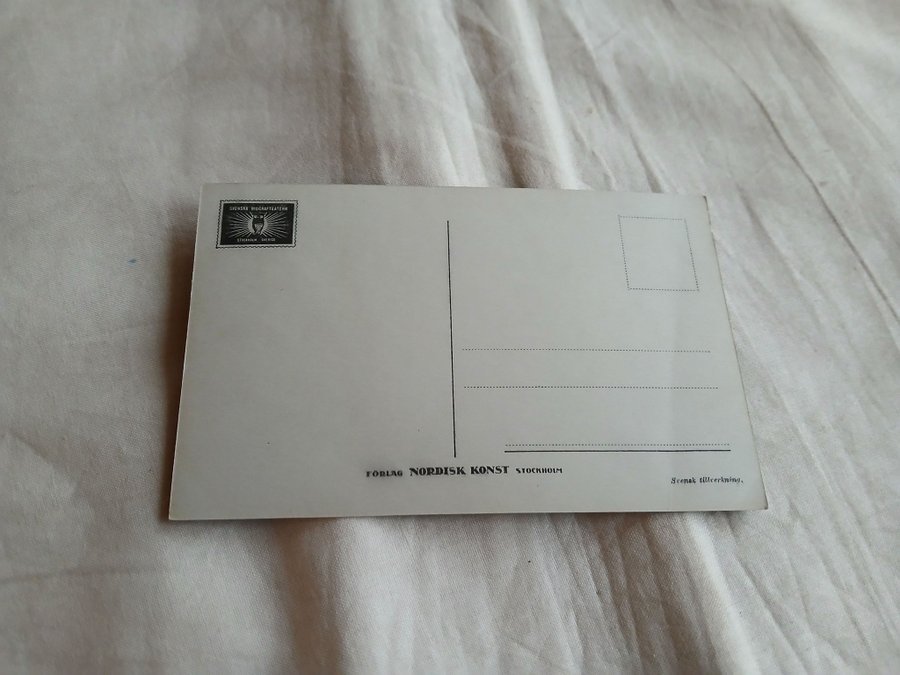 SVENSKA BIOGRAFTEATERN
STOCKHOLM SVERIGE
FÖRLAG NORDISK KONST STOCKHOLM
Svensk tillverkning.